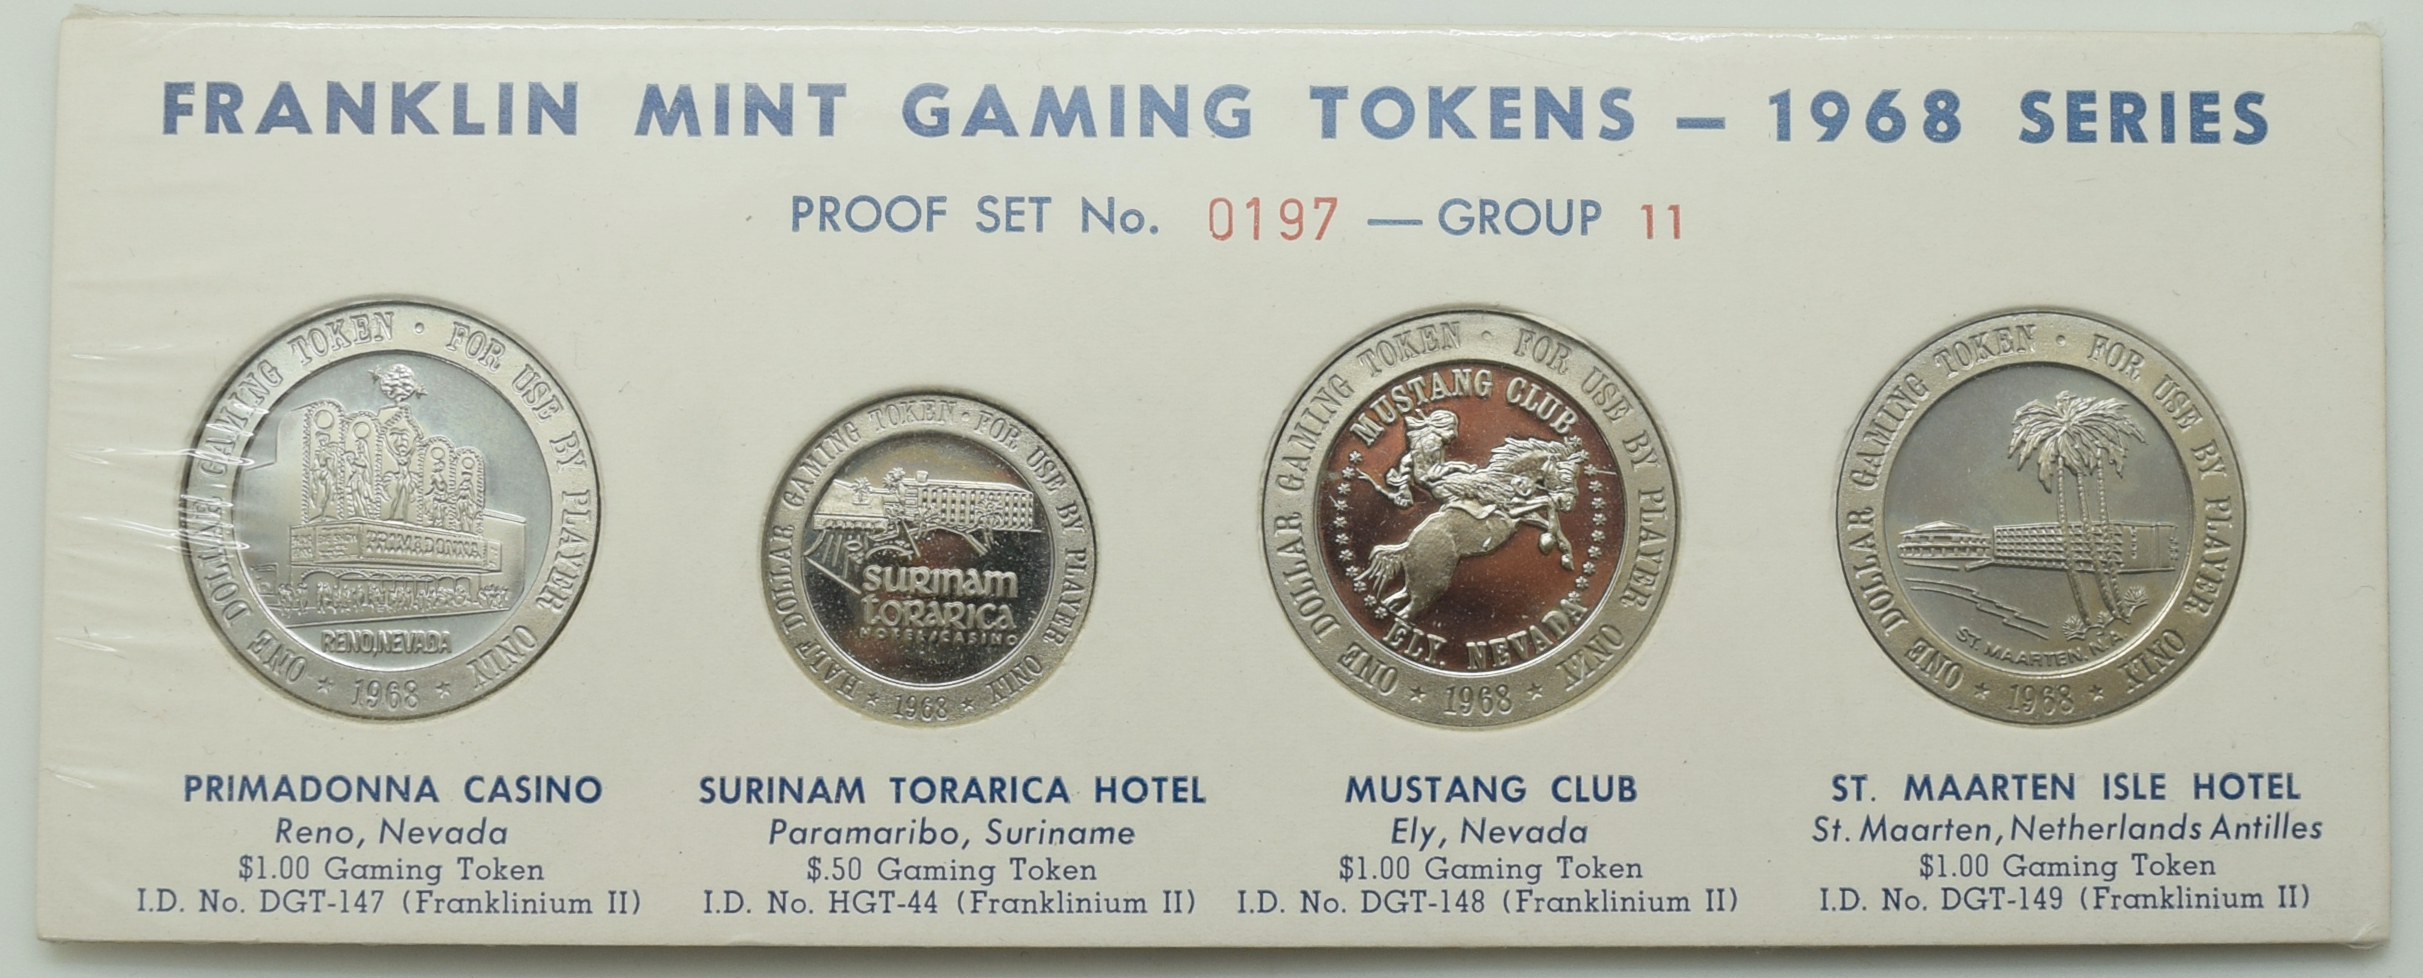 FRANKLIN MINT GAMING TOKENS — 1968 SERIES
PROOF SET No. 0197 — GROUP 11
ONE DOLLAR GAMING TOKEN · FOR USE BY PLAYER ONLY
★ 1968 ★
PRIMADONNA
RENO, NEVADA
HALF DOLLAR GAMING TOKEN · FOR USE BY PLAYER ONLY
★ 1968 ★
surinam
torarica
HOTEL/CASINO
ONE DOLLAR GAMING TOKEN · FOR USE BY PLAYER ONLY
★ 1968 ★
MUSTANG CLUB
ELY, NEVADA
ONE DOLLAR GAMING TOKEN · FOR USE BY PLAYER ONLY
★ 1968 ★
ST. MAARTEN, N.A.
PRIMADONNA CASINO
Reno, Nevada
$1.00 Gaming Token
I.D. No. DGT-147 (Franklinium II)
SURINAM TORARICA HOTEL
Paramaribo, Suriname
$.50 Gaming Token
I.D. No. HGT-44 (Franklinium II)
MUSTANG CLUB
Ely, Nevada
$1.00 Gaming Token
I.D. No. DGT-148 (Franklinium II)
ST. MAARTEN ISLE HOTEL
St. Maarten, Netherlands Antilles
$1.00 Gaming Token
I.D. No. DGT-149 (Franklinium II)